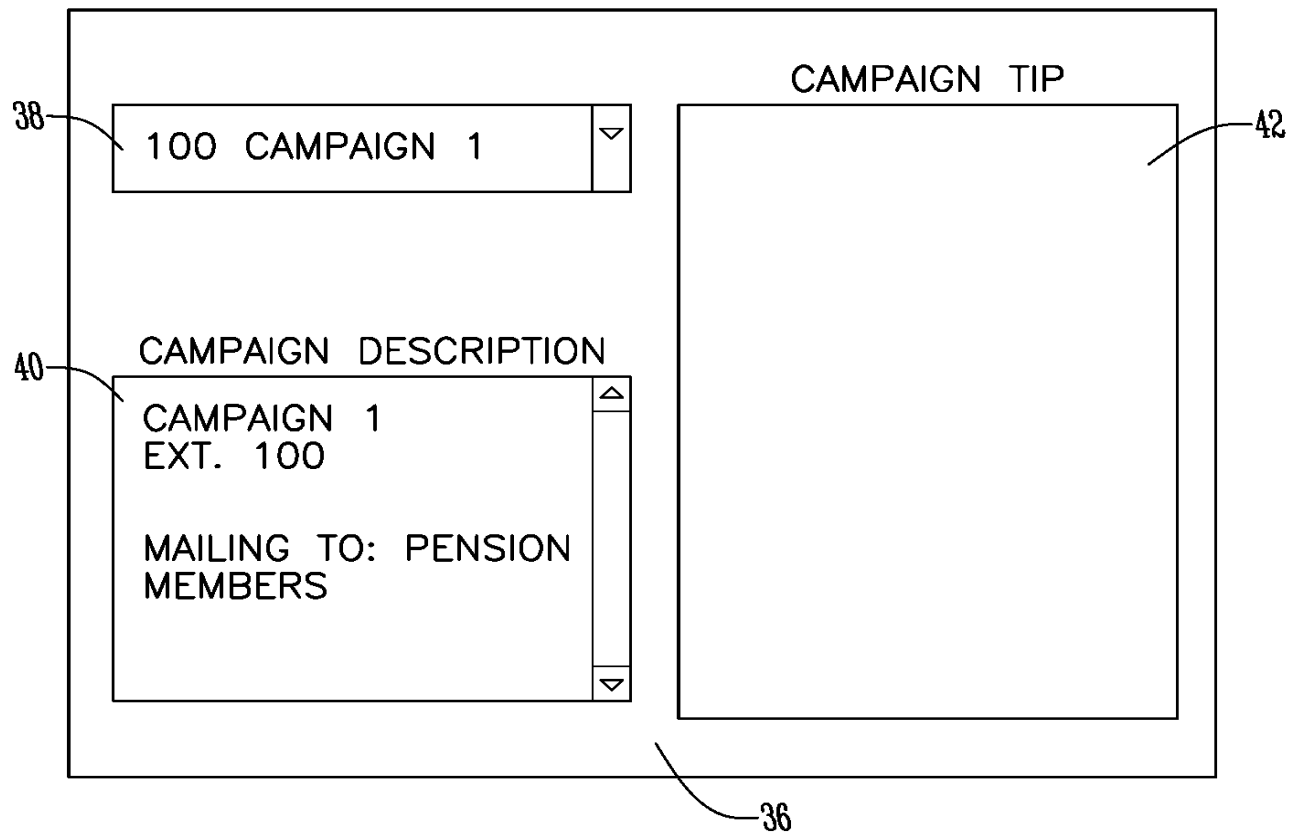 CAMPAIGN TIP
38
100 CAMPAIGN 1
42
CAMPAIGN DESCRIPTION
40
CAMPAIGN 1
EXT. 100
MAILING TO: PENSION
MEMBERS
36